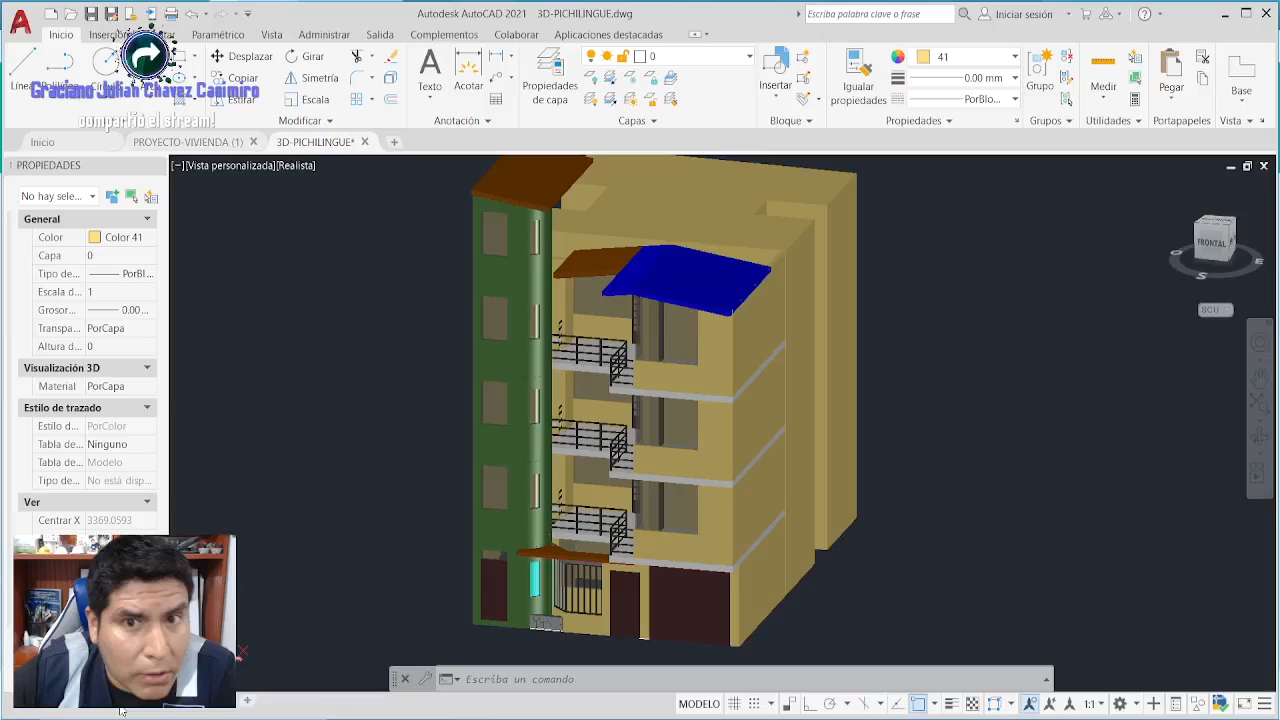 Autodesk AutoCAD 2021 3D-PICHILINGUE.dwg
Escriba palabra clave o frase
Iniciar sesión
Inicio
Paramétrico
Vista
Administrar
Salida
Complementos
Colaborar
Aplicaciones destacadas
Desplazar
Girar
Copiar
Simetría
Estirar
Escala
Modificar
Texto
Acotar
Anotación
Propiedades de capa
0
Capas
Insertar
Bloque
Igualar propiedades
41
0.00 mm
PorBlo...
Propiedades
Grupo
Grupos
Medir
Utilidades
Pegar
Portapapeles
Base
Vista
Graciano Julian Chavez Casimiro
compartió el stream!
Inicio
PROYECTO-VIVIENDA (1)
3D-PICHILINGUE*
PROPIEDADES
[−][Vista personalizada][Realista]
No hay sele...
General
Color Color 41
Capa 0
Tipo de... PorBl...
Escala d... 1
Grosor... 0.00...
Transpa... PorCapa
Altura d... 0
Visualización 3D
Material PorCapa
Estilo de trazado
Estilo d... PorColor
Tabla de... Ninguno
Tabla de... Modelo
Tipo de... No está disp...
Ver
Centrar X 3369.0593
FRONTAL
O
S
E
SCU
Escriba un comando
MODELO
1:1